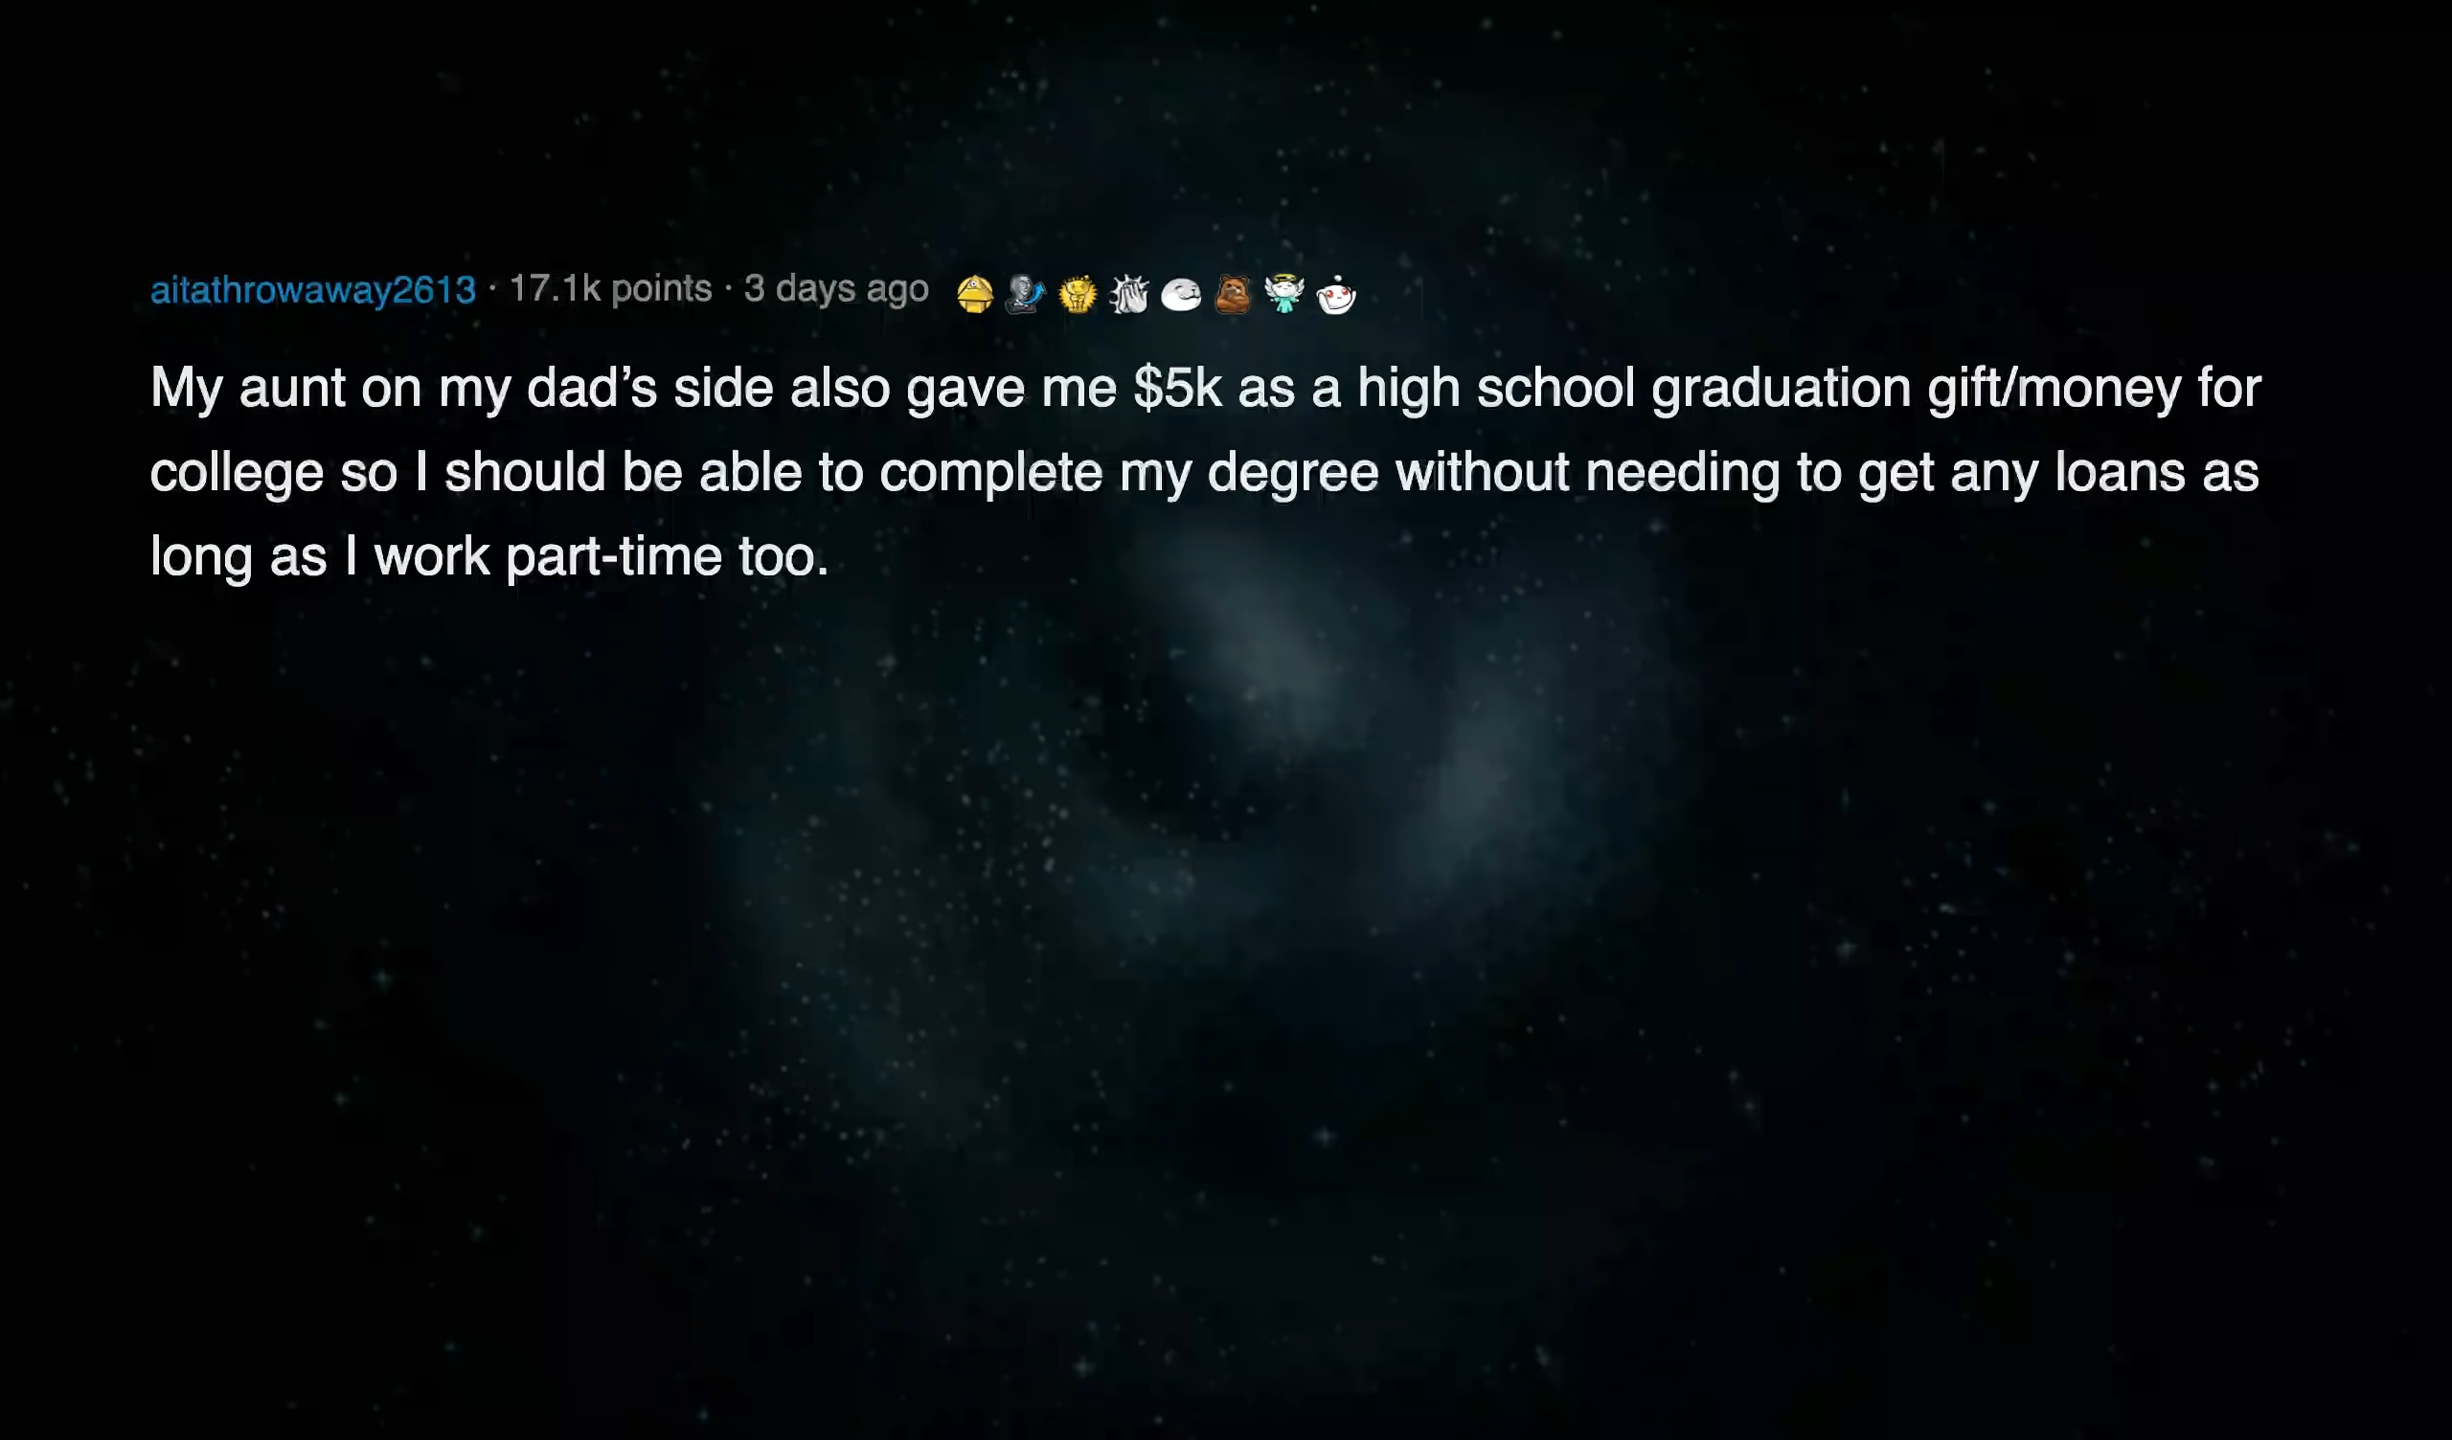 aitathrowaway2613 · 17.1k points · 3 days ago
My aunt on my dad’s side also gave me $5k as a high school graduation gift/money for
college so I should be able to complete my degree without needing to get any loans as
long as I work part-time too.